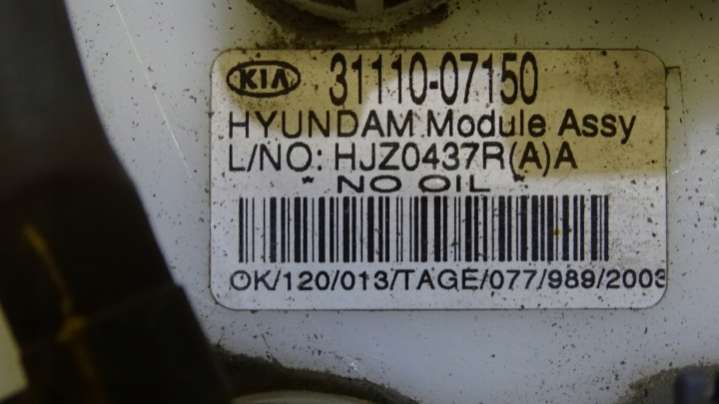 KIA 31110-07150
HYUNDAM Module Assy
L/NO: HJZ0437R(A)A
* NO OIL *
OK/120/013/TAGE/077/989/2003